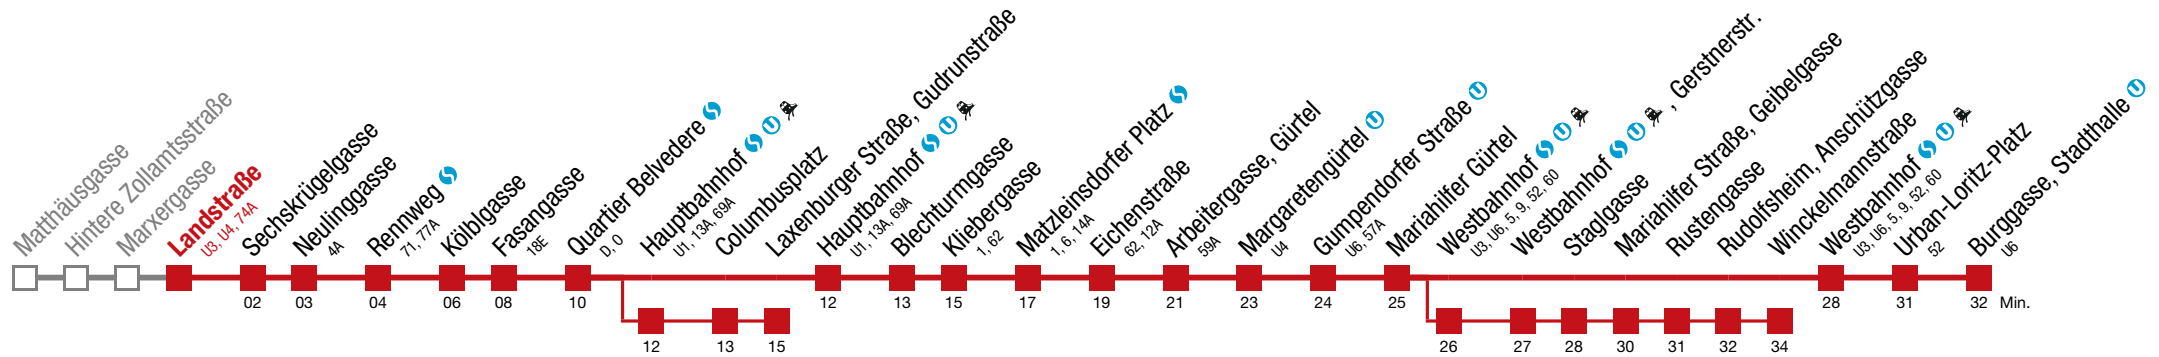 Matthäusgasse
Hintere Zollamtsstraße
Marxergasse
Landstraße
U3, U4, 74A
Sechskrügelgasse
Neulinggasse
4A
Rennweg
71, 77A
Kölblgasse
Fasangasse
18E
Quartier Belvedere
D, O
Hauptbahnhof
U1, 13A, 69A
Columbusplatz
Laxenburger Straße, Gudrunstraße
Hauptbahnhof
U1, 13A, 69A
Blechturmgasse
Kliebergasse
1, 62
Matzleinsdorfer Platz
1, 6, 14A
Eichenstraße
62, 12A
Arbeitergasse, Gürtel
59A
Margaretengürtel
U4
Gumpendorfer Straße
U6, 57A
Mariahilfer Gürtel
Westbahnhof
U3, U6, 5, 9, 52, 60
Westbahnhof , Gerstnerstr.
Staglgasse
Mariahilfer Straße, Geibelgasse
Rustengasse
Rudolfsheim, Anschützgasse
Winckelmannstraße
Westbahnhof
U3, U6, 5, 9, 52, 60
Urban-Loritz-Platz
52
Burggasse, Stadthalle
U6
02 03 04 06 08 10 12 13 15 17 19 21 23 24 25 28 31 32 Min.
12 13 15 26 27 28 30 31 32 34